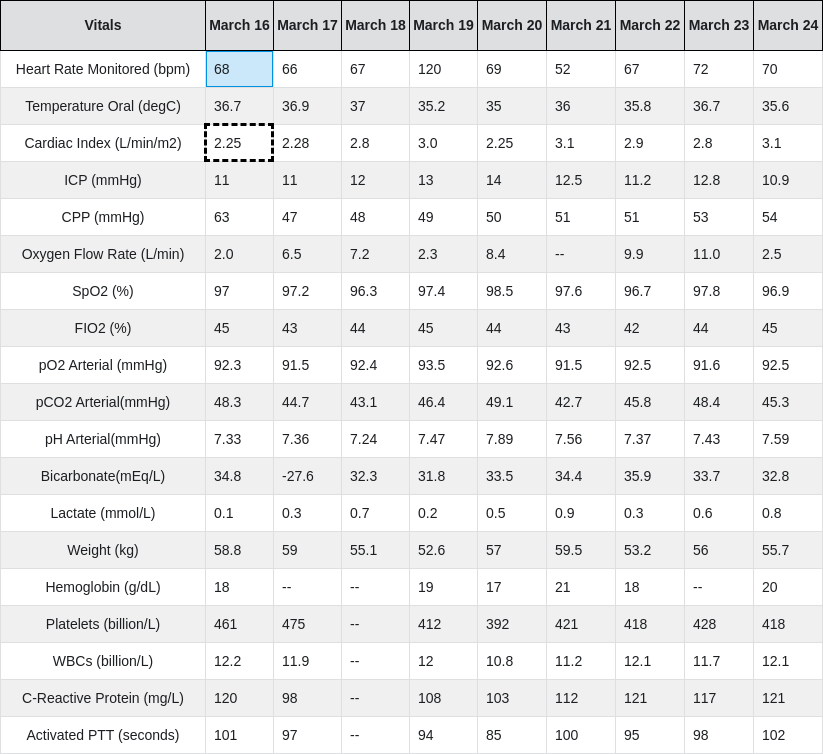 Vitals March 16 March 17 March 18 March 19 March 20 March 21 March 22 March 23 March 24
Heart Rate Monitored (bpm) 68 66 67 120 69 52 67 72 70
Temperature Oral (degC) 36.7 36.9 37 35.2 35 36 35.8 36.7 35.6
Cardiac Index (L/min/m2) 2.25 2.28 2.8 3.0 2.25 3.1 2.9 2.8 3.1
ICP (mmHg) 11 11 12 13 14 12.5 11.2 12.8 10.9
CPP (mmHg) 63 47 48 49 50 51 51 53 54
Oxygen Flow Rate (L/min) 2.0 6.5 7.2 2.3 8.4 -- 9.9 11.0 2.5
SpO2 (%) 97 97.2 96.3 97.4 98.5 97.6 96.7 97.8 96.9
FIO2 (%) 45 43 44 45 44 43 42 44 45
pO2 Arterial (mmHg) 92.3 91.5 92.4 93.5 92.6 91.5 92.5 91.6 92.5
pCO2 Arterial(mmHg) 48.3 44.7 43.1 46.4 49.1 42.7 45.8 48.4 45.3
pH Arterial(mmHg) 7.33 7.36 7.24 7.47 7.89 7.56 7.37 7.43 7.59
Bicarbonate(mEq/L) 34.8 -27.6 32.3 31.8 33.5 34.4 35.9 33.7 32.8
Lactate (mmol/L) 0.1 0.3 0.7 0.2 0.5 0.9 0.3 0.6 0.8
Weight (kg) 58.8 59 55.1 52.6 57 59.5 53.2 56 55.7
Hemoglobin (g/dL) 18 -- -- 19 17 21 18 -- 20
Platelets (billion/L) 461 475 -- 412 392 421 418 428 418
WBCs (billion/L) 12.2 11.9 -- 12 10.8 11.2 12.1 11.7 12.1
C-Reactive Protein (mg/L) 120 98 -- 108 103 112 121 117 121
Activated PTT (seconds) 101 97 -- 94 85 100 95 98 102